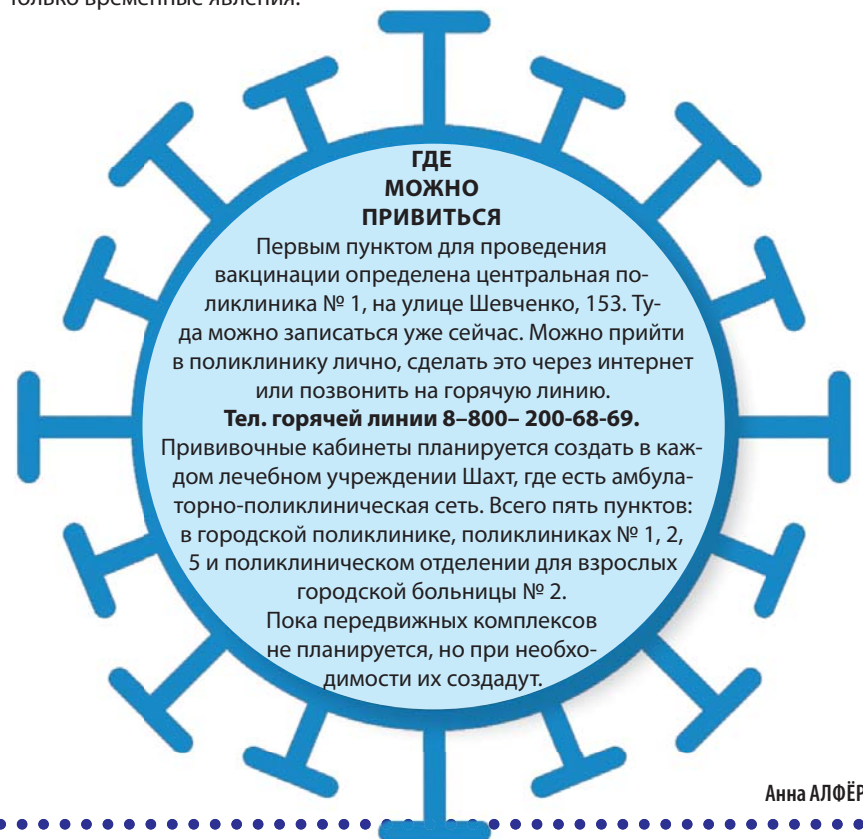 только временные явления.
ГДЕ
МОЖНО
ПРИВИТЬСЯ
Первым пунктом для проведения
вакцинации определена центральная по-
ликлиника № 1, на улице Шевченко, 153. Ту-
да можно записаться уже сейчас. Можно прийти
в поликлинику лично, сделать это через интернет
или позвонить на горячую линию.
Тел. горячей линии 8–800– 200-68-69.
Прививочные кабинеты планируется создать в каж-
дом лечебном учреждении Шахт, где есть амбула-
торно-поликлиническая сеть. Всего пять пунктов:
в городской поликлинике, поликлиниках № 1, 2,
5 и поликлиническом отделении для взрослых
городской больницы № 2.
Пока передвижных комплексов
не планируется, но при необхо-
димости их создадут.
Анна